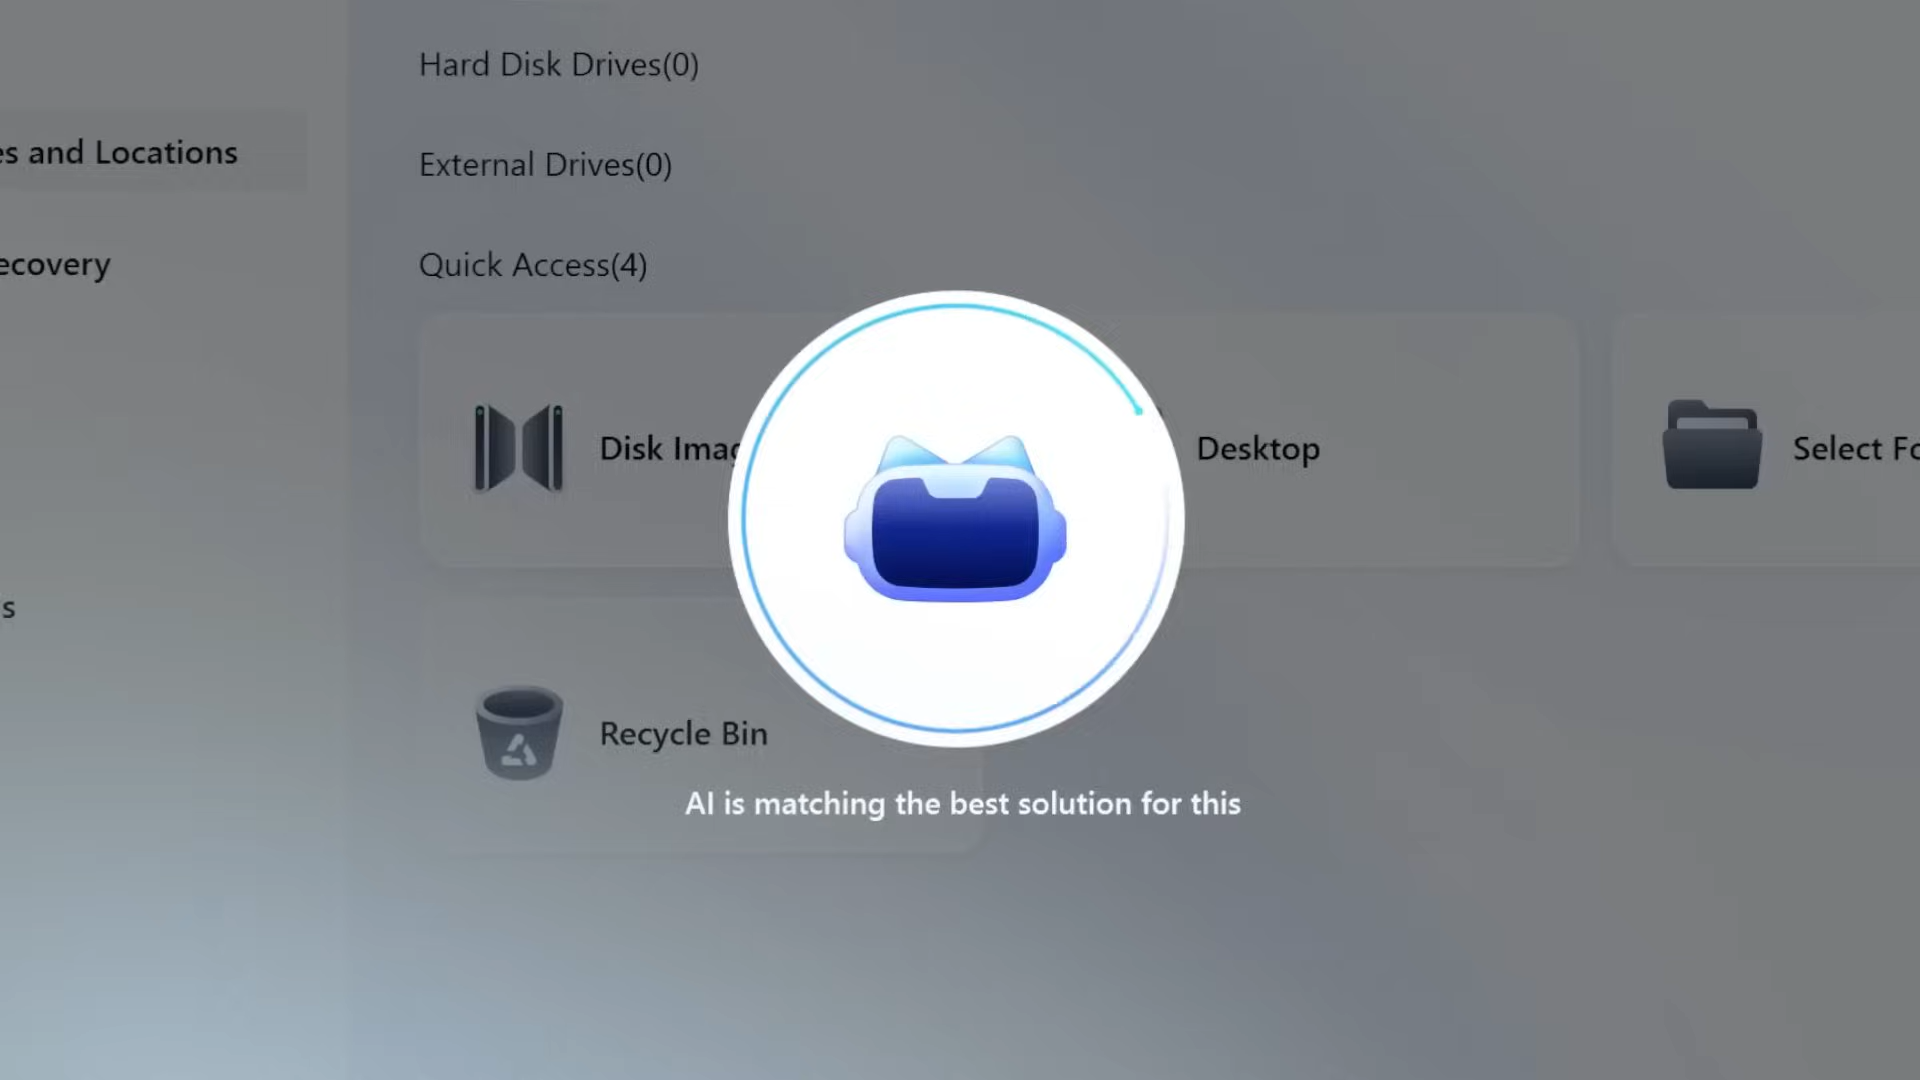 Hard Disk Drives(0)
es and Locations
External Drives(0)
ecovery
Quick Access(4)
Disk Imag
Desktop
Select Fo
s
Recycle Bin
AI is matching the best solution for this